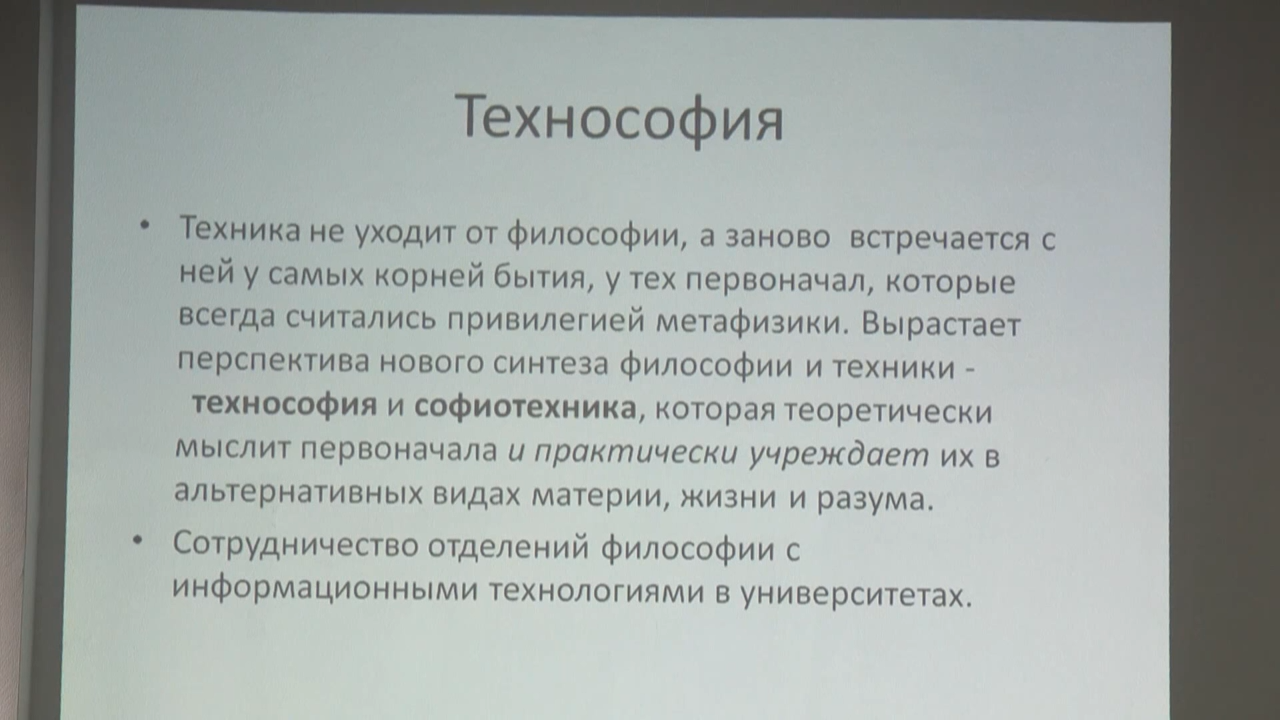 Технософия
• Техника не уходит от философии, а заново встречается с
ней у самых корней бытия, у тех первоначал, которые
всегда считались привилегией метафизики. Вырастает
перспектива нового синтеза философии и техники -
технософия и софиотехника, которая теоретически
мыслит первоначала и практически учреждает их в
альтернативных видах материи, жизни и разума.
• Сотрудничество отделений философии с
информационными технологиями в университетах.